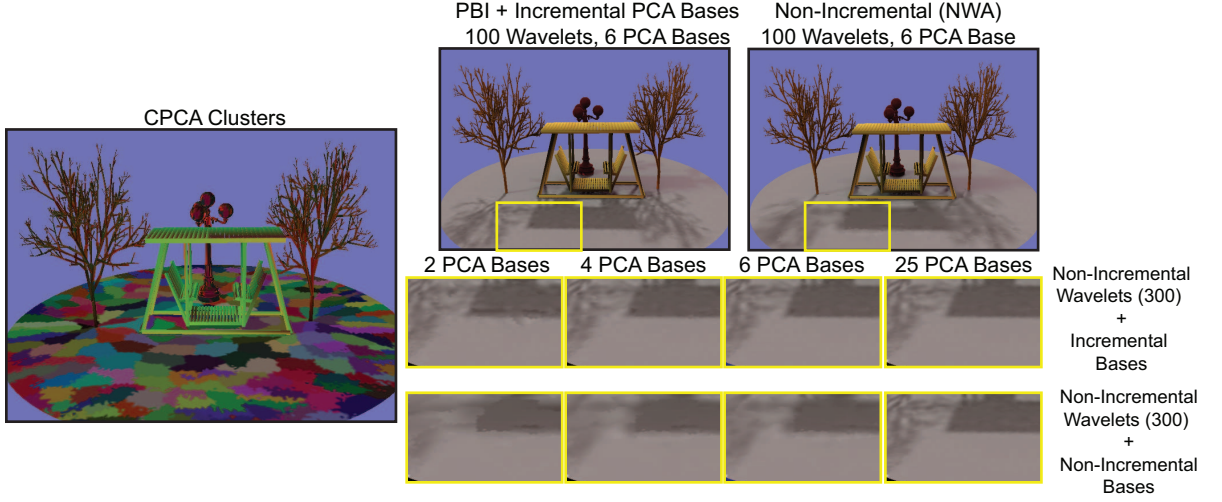 PBI + Incremental PCA Bases
100 Wavelets, 6 PCA Bases
Non-Incremental (NWA)
100 Wavelets, 6 PCA Base
CPCA Clusters
2 PCA Bases
4 PCA Bases
6 PCA Bases
25 PCA Bases
Non-Incremental
Wavelets (300)
+
Incremental
Bases
Non-Incremental
Wavelets (300)
+
Non-Incremental
Bases